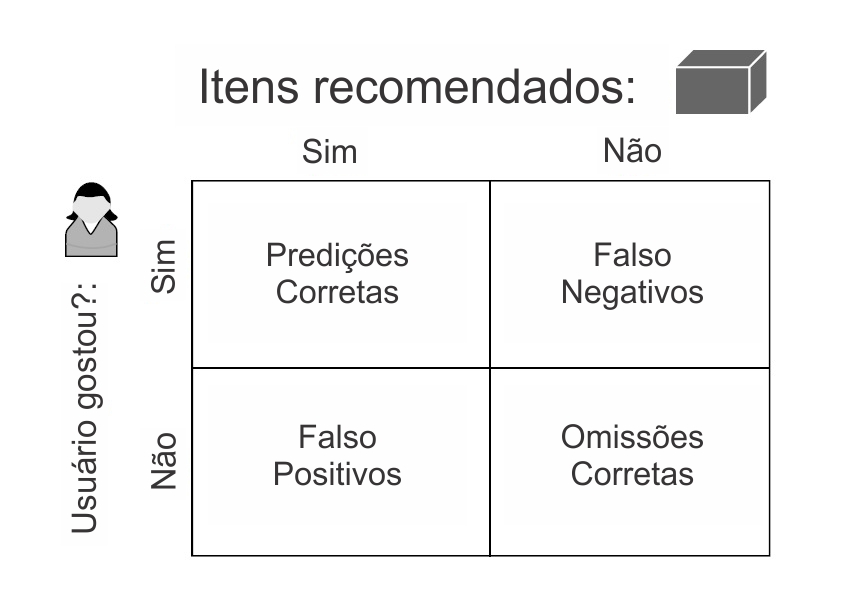 Itens recomendados:
Sim
Não
Usuário gostou?:
Sim
Predições
Corretas
Falso
Negativos
Não
Falso
Positivos
Omissões
Corretas